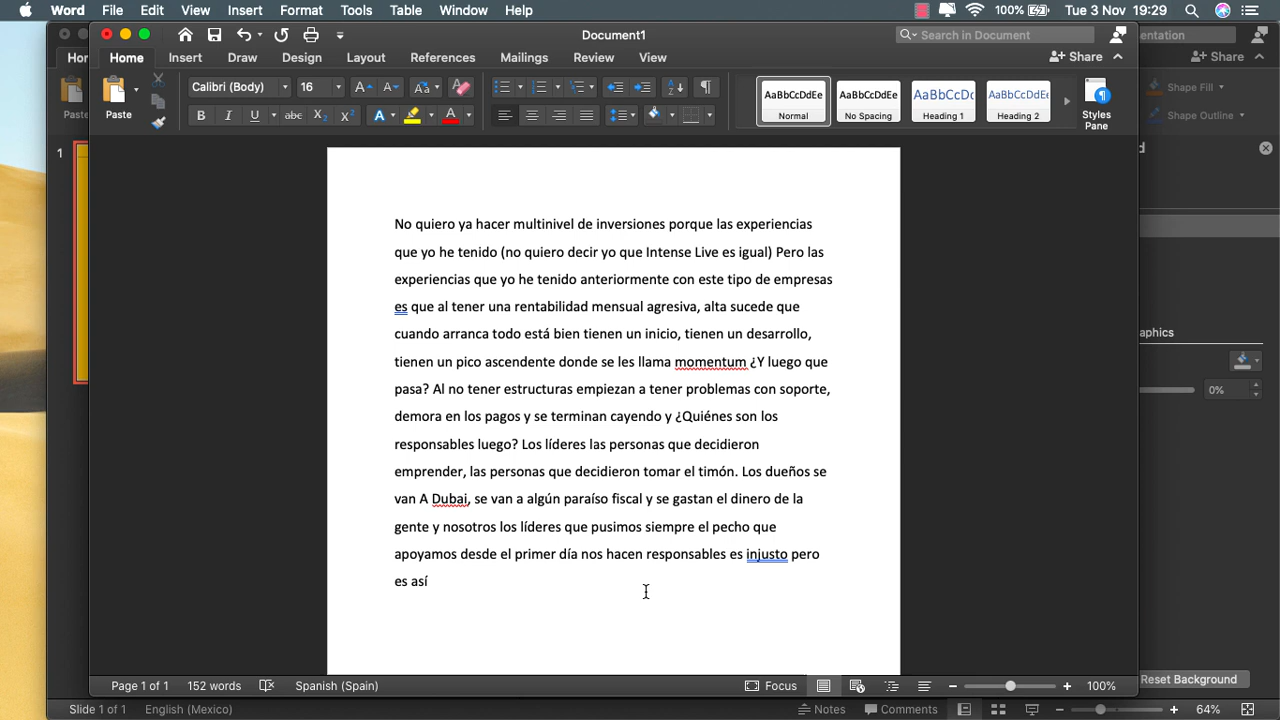 Word File Edit View Insert Format Tools Table Window Help 100% Tue 3 Nov 19:29
Document1
Search in Document
Home Insert Draw Design Layout References Mailings Review View Share
Share
Paste
Calibri (Body) 16
AaBbCcDdEe AaBbCcDdEe AaBbCcDc AaBbCcDdEe
Normal No Spacing Heading 1 Heading 2
Styles Pane
Shape Fill
Shape Outline
1
No quiero ya hacer multinivel de inversiones porque las experiencias
que yo he tenido (no quiero decir yo que Intense Live es igual) Pero las
experiencias que yo he tenido anteriormente con este tipo de empresas
es que al tener una rentabilidad mensual agresiva, alta sucede que
cuando arranca todo está bien tienen un inicio, tienen un desarrollo,
tienen un pico ascendente donde se les llama momentum ¿Y luego que
pasa? Al no tener estructuras empiezan a tener problemas con soporte,
demora en los pagos y se terminan cayendo y ¿Quiénes son los
responsables luego? Los líderes las personas que decidieron
emprender, las personas que decidieron tomar el timón. Los dueños se
van A Dubai, se van a algún paraíso fiscal y se gastan el dinero de la
gente y nosotros los líderes que pusimos siempre el pecho que
apoyamos desde el primer día nos hacen responsables es injusto pero
es así
0%
Reset Background
Page 1 of 1 152 words Spanish (Spain) Focus 100%
Slide 1 of 1 English (Mexico) Notes Comments 64%